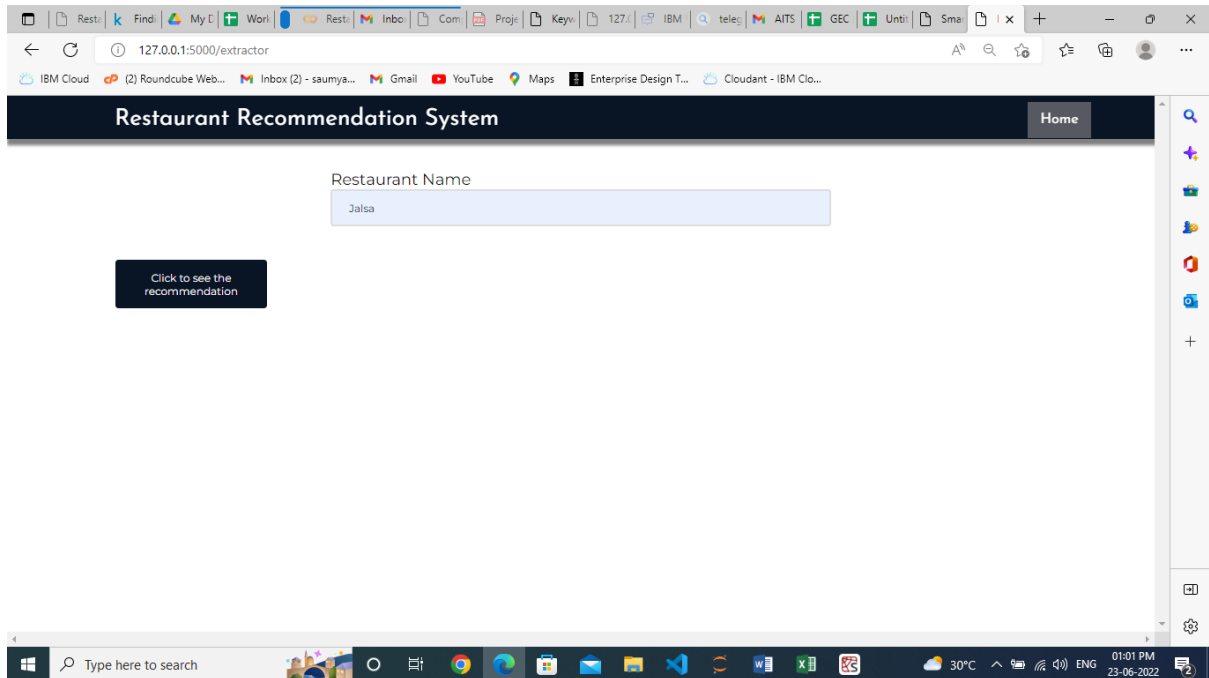 Resta Findi My D Work Resta Inbo Com Proje Keyw 127.( IBM teleg AITS GEC Untit Smar
127.0.0.1:5000/extractor
IBM Cloud (2) Roundcube Web... Inbox (2) - saumya... Gmail YouTube Maps Enterprise Design T... Cloudant - IBM Clo...
Restaurant Recommendation System Home
Restaurant Name
Jalsa
Click to see the
recommendation
Type here to search 30°C ENG 01:01 PM
23-06-2022
2